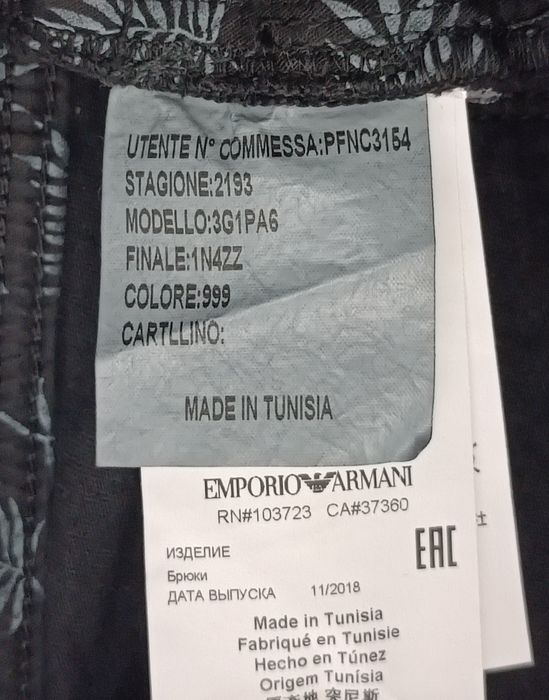 UTENTE N° COMMESSA:PFNC3154
STAGIONE:2193
MODELLO:3G1PA6
FINALE:1N4ZZ
COLORE:999
CARTLLINO:
MADE IN TUNISIA
EMPORIO ARMANI
RN#103723 CA#37360
EAC
ИЗДЕЛИЕ
Брюки
ДАТА ВЫПУСКА 11/2018
Made in Tunisia
Fabriqué en Tunisie
Hecho en Túnez
Origem Tunísia
社